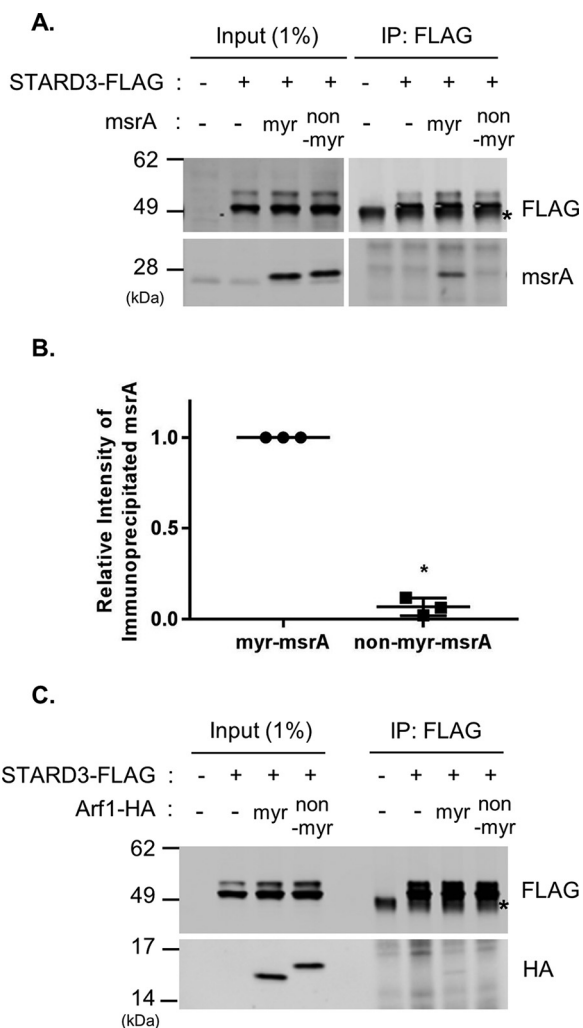 A.
Input (1%) IP: FLAG
STARD3-FLAG : - + + + - + + +
msrA : - - myr non-myr - - myr non-myr
62
49
* FLAG
28
msrA
(kDa)
B.
Relative Intensity of
Immunoprecipitated msrA
1.0
0.5
0.0
*
myr-msrA non-myr-msrA
C.
Input (1%) IP: FLAG
STARD3-FLAG : - + + + - + + +
Arf1-HA : - - myr non-myr - - myr non-myr
62
49
* FLAG
17
HA
14
(kDa)